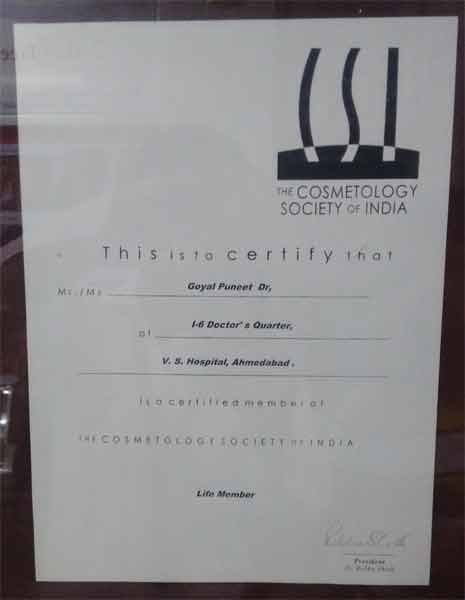 CSI
THE COSMETOLOGY
SOCIETY OF INDIA
This is to certify that
Mr./Ms Goyal Puneet Dr,
of I-6 Doctor's Quarter,
V. S. Hospital, Ahmedabad .
is a certified member of
THE COSMETOLOGY SOCIETY OF INDIA
Life Member
President